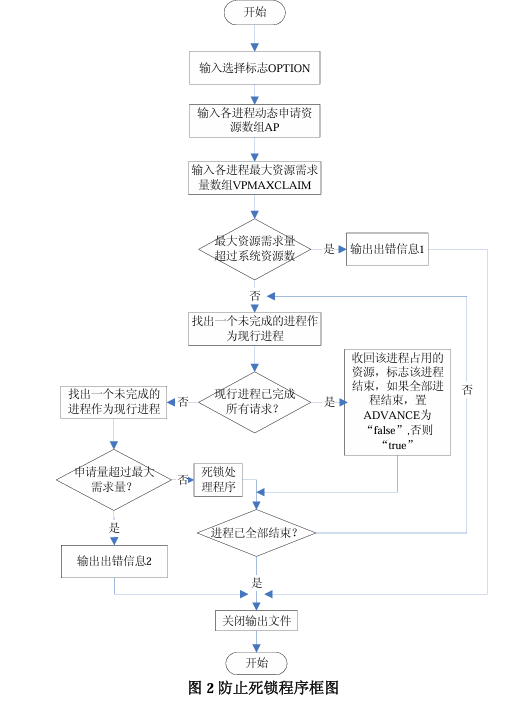 开始
输入选择标志OPTION
输入各进程动态申请资
源数组AP
输入各进程最大资源需求
量数组VPMAXCLAIM
最大资源需求量
超过系统资源数
是
输出出错信息1
否
找出一个未完成的进程作
为现行进程
现行进程已完成
所有请求?
是
收回该进程占用的
资源，标志该进程
结束，如果全部进
程结束，置
ADVANCE为
“false”,否则
“true”
否
否
找出一个未完成的
进程作为现行进程
申请量超过最大
需求量?
否
死锁处
理程序
是
进程已全部结束?
输出出错信息2
是
关闭输出文件
开始
图 2 防止死锁程序框图